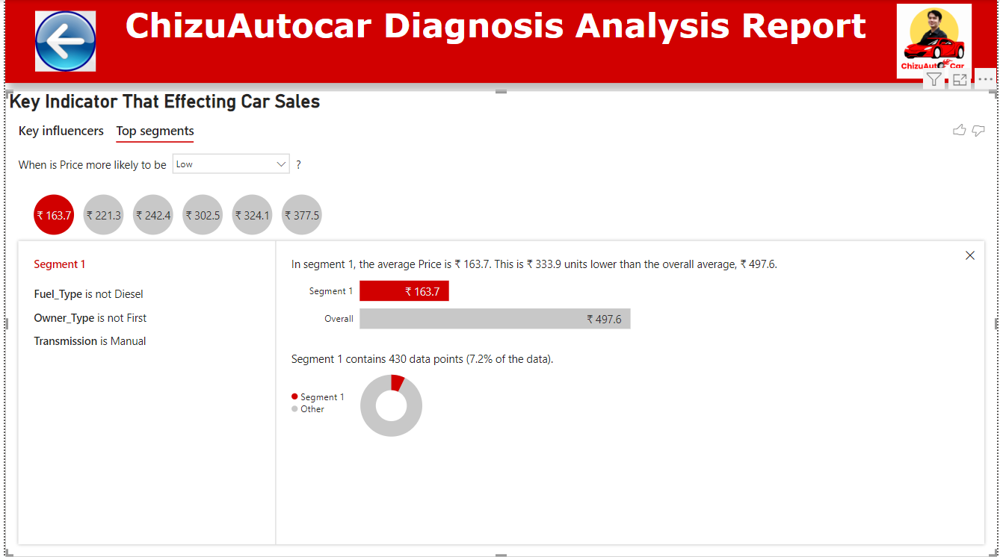 ChizuAutocar Diagnosis Analysis Report
ChizuAuto Car
Key Indicator That Effecting Car Sales
Key influencers Top segments
When is Price more likely to be Low ?
₹ 163.7 ₹ 221.3 ₹ 242.4 ₹ 302.5 ₹ 324.1 ₹ 377.5
Segment 1
Fuel_Type is not Diesel
Owner_Type is not First
Transmission is Manual
In segment 1, the average Price is ₹ 163.7. This is ₹ 333.9 units lower than the overall average, ₹ 497.6.
Segment 1 ₹ 163.7
Overall ₹ 497.6
Segment 1 contains 430 data points (7.2% of the data).
Segment 1
Other